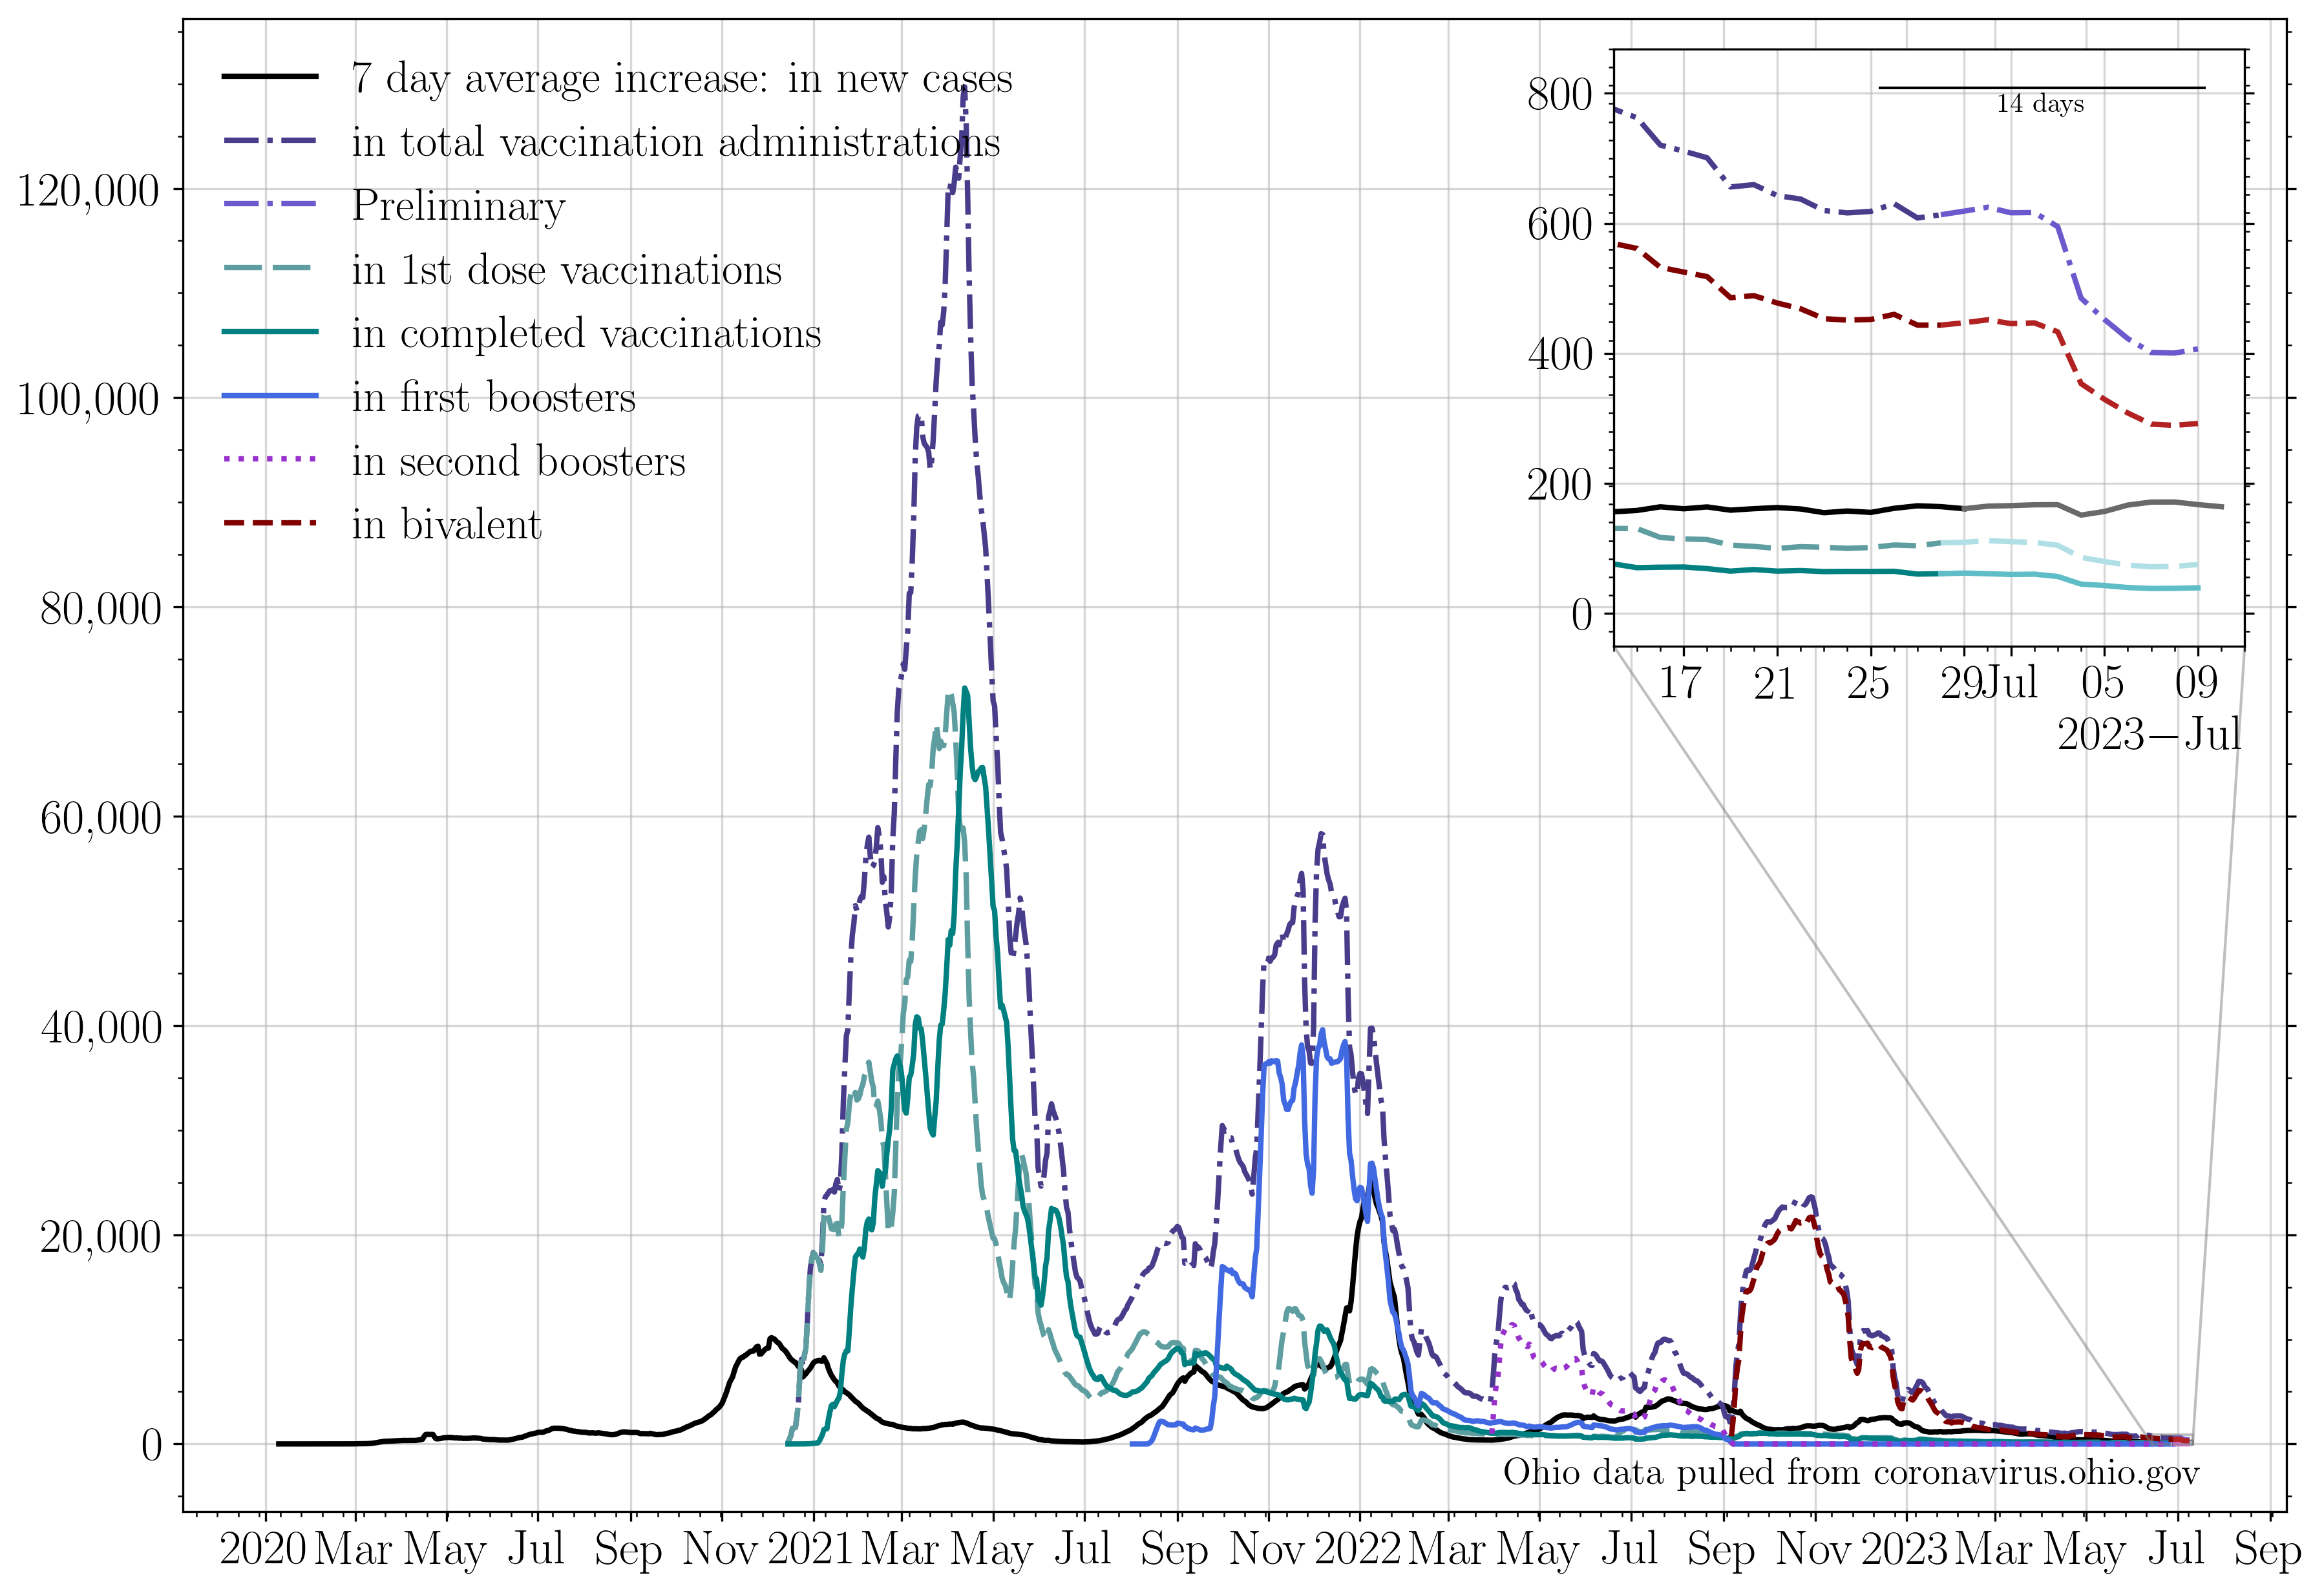 7 day average increase: in new cases
in total vaccination administrations
Preliminary
in 1st dose vaccinations
in completed vaccinations
in first boosters
in second boosters
in bivalent
120,000
100,000
80,000
60,000
40,000
20,000
0
800
600
400
200
0
14 days
17 21 25 29 Jul 05 09
2023−Jul
Ohio data pulled from coronavirus.ohio.gov
2020 Mar May Jul Sep Nov 2021 Mar May Jul Sep Nov 2022 Mar May Jul Sep Nov 2023 Mar May Jul Sep